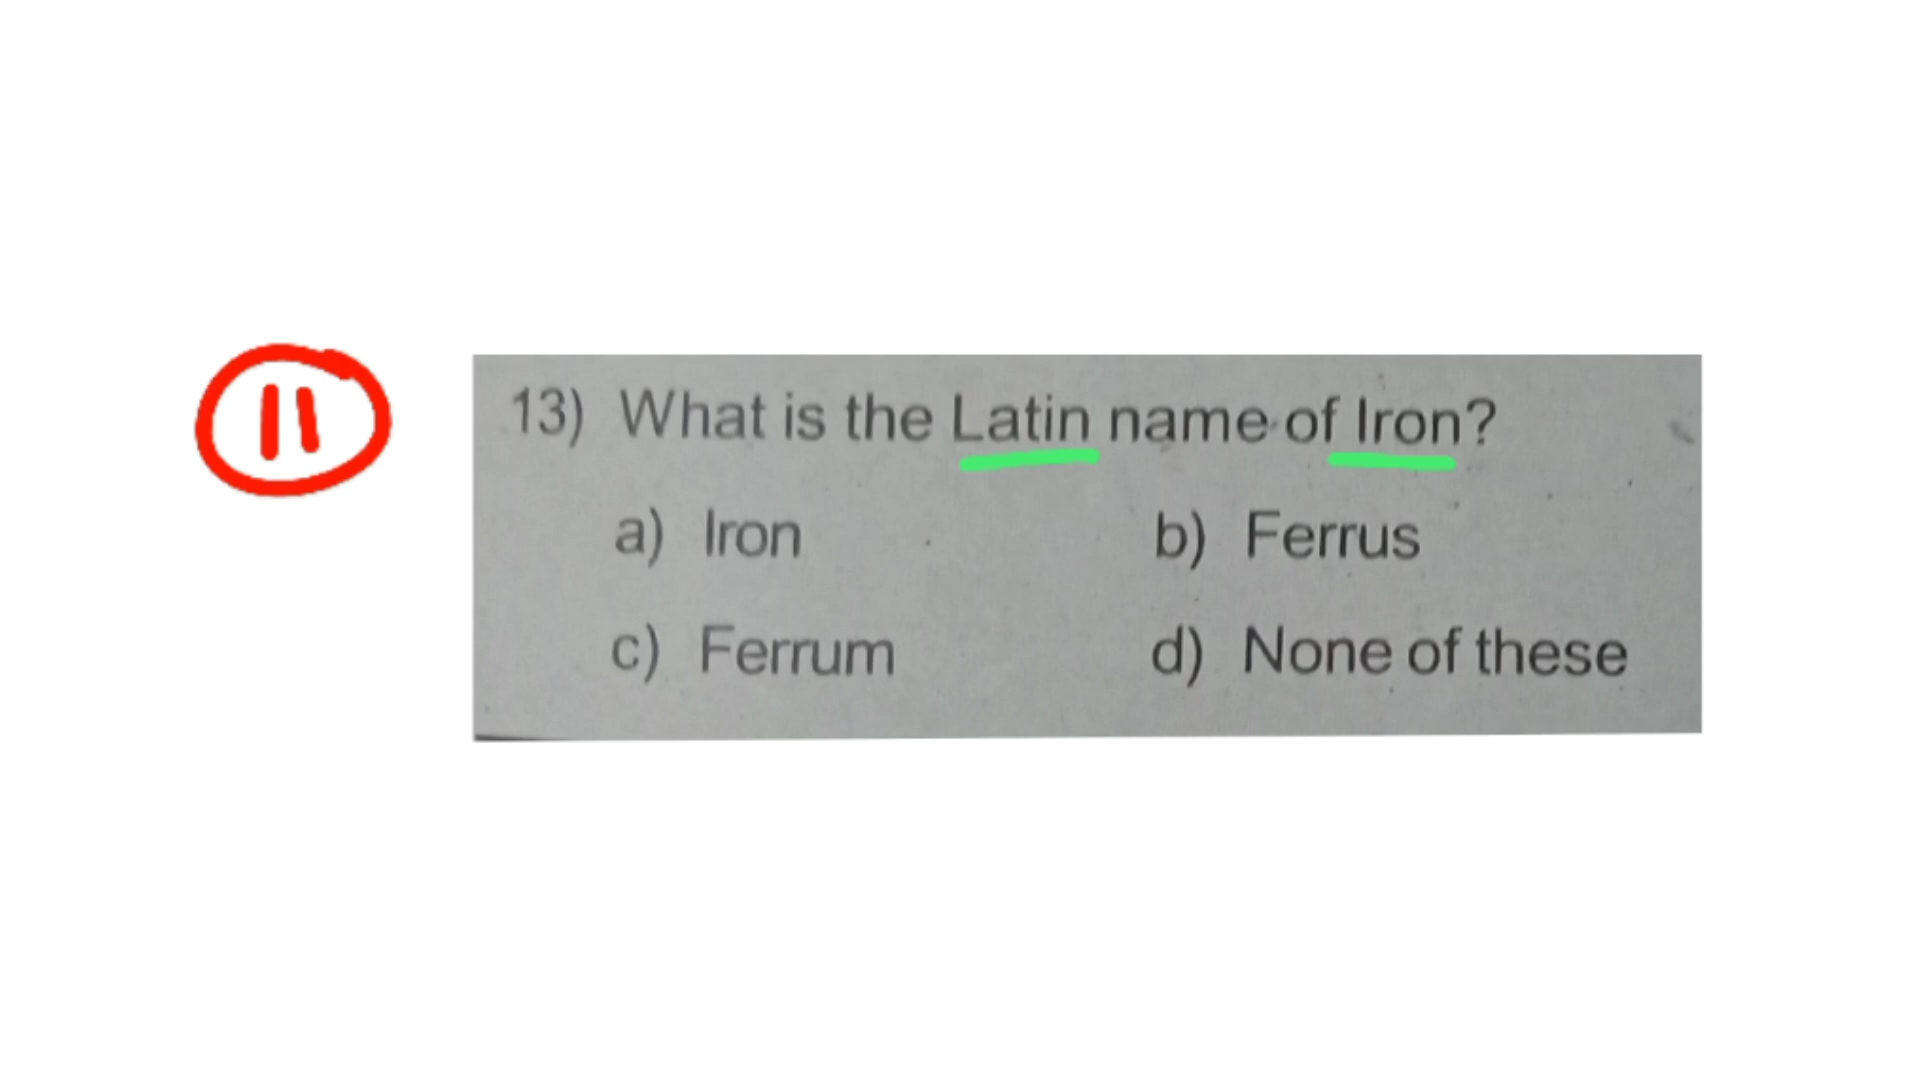 11
13) What is the Latin name of Iron?
a) Iron b) Ferrus
c) Ferrum d) None of these